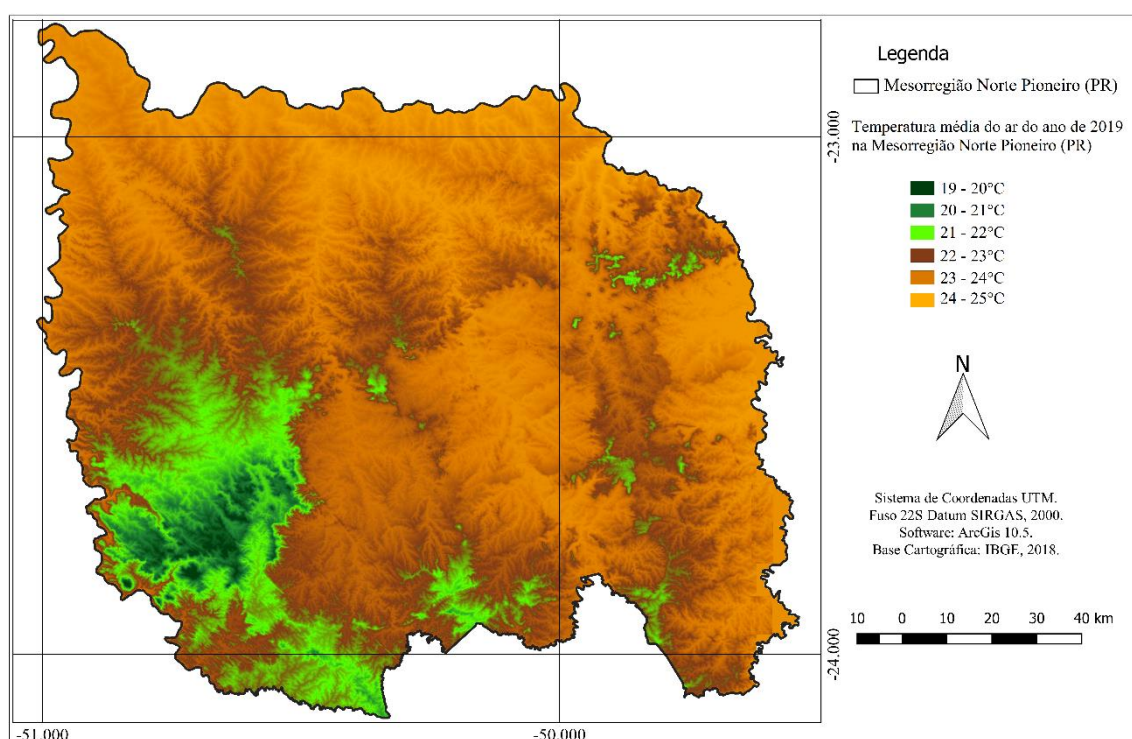 Legenda
Mesorregião Norte Pioneiro (PR)
Temperatura média do ar do ano de 2019
na Mesorregião Norte Pioneiro (PR)
19 - 20°C
20 - 21°C
21 - 22°C
22 - 23°C
23 - 24°C
24 - 25°C
N
Sistema de Coordenadas UTM.
Fuso 22S Datum SIRGAS, 2000.
Software: ArcGis 10.5.
Base Cartográfica: IBGE, 2018.
10 0 10 20 30 40 km
-23.000
-24.000
-51.000 -50.000